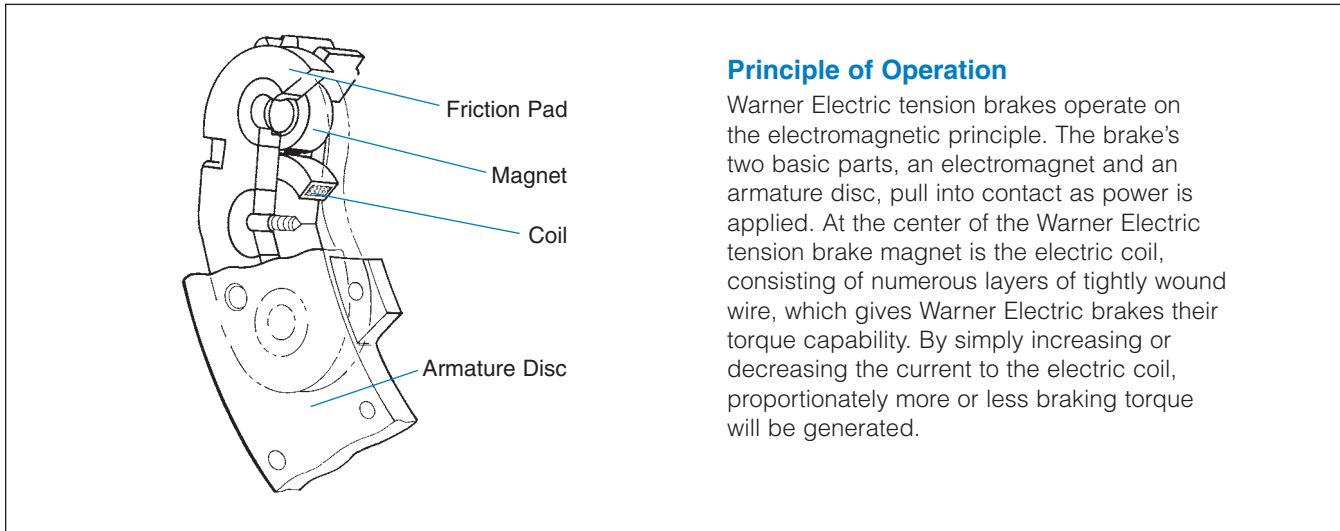 Friction Pad
Magnet
Coil
Armature Disc
Principle of Operation
Warner Electric tension brakes operate on
the electromagnetic principle. The brake's
two basic parts, an electromagnet and an
armature disc, pull into contact as power is
applied. At the center of the Warner Electric
tension brake magnet is the electric coil,
consisting of numerous layers of tightly wound
wire, which gives Warner Electric brakes their
torque capability. By simply increasing or
decreasing the current to the electric coil,
proportionately more or less braking torque
will be generated.